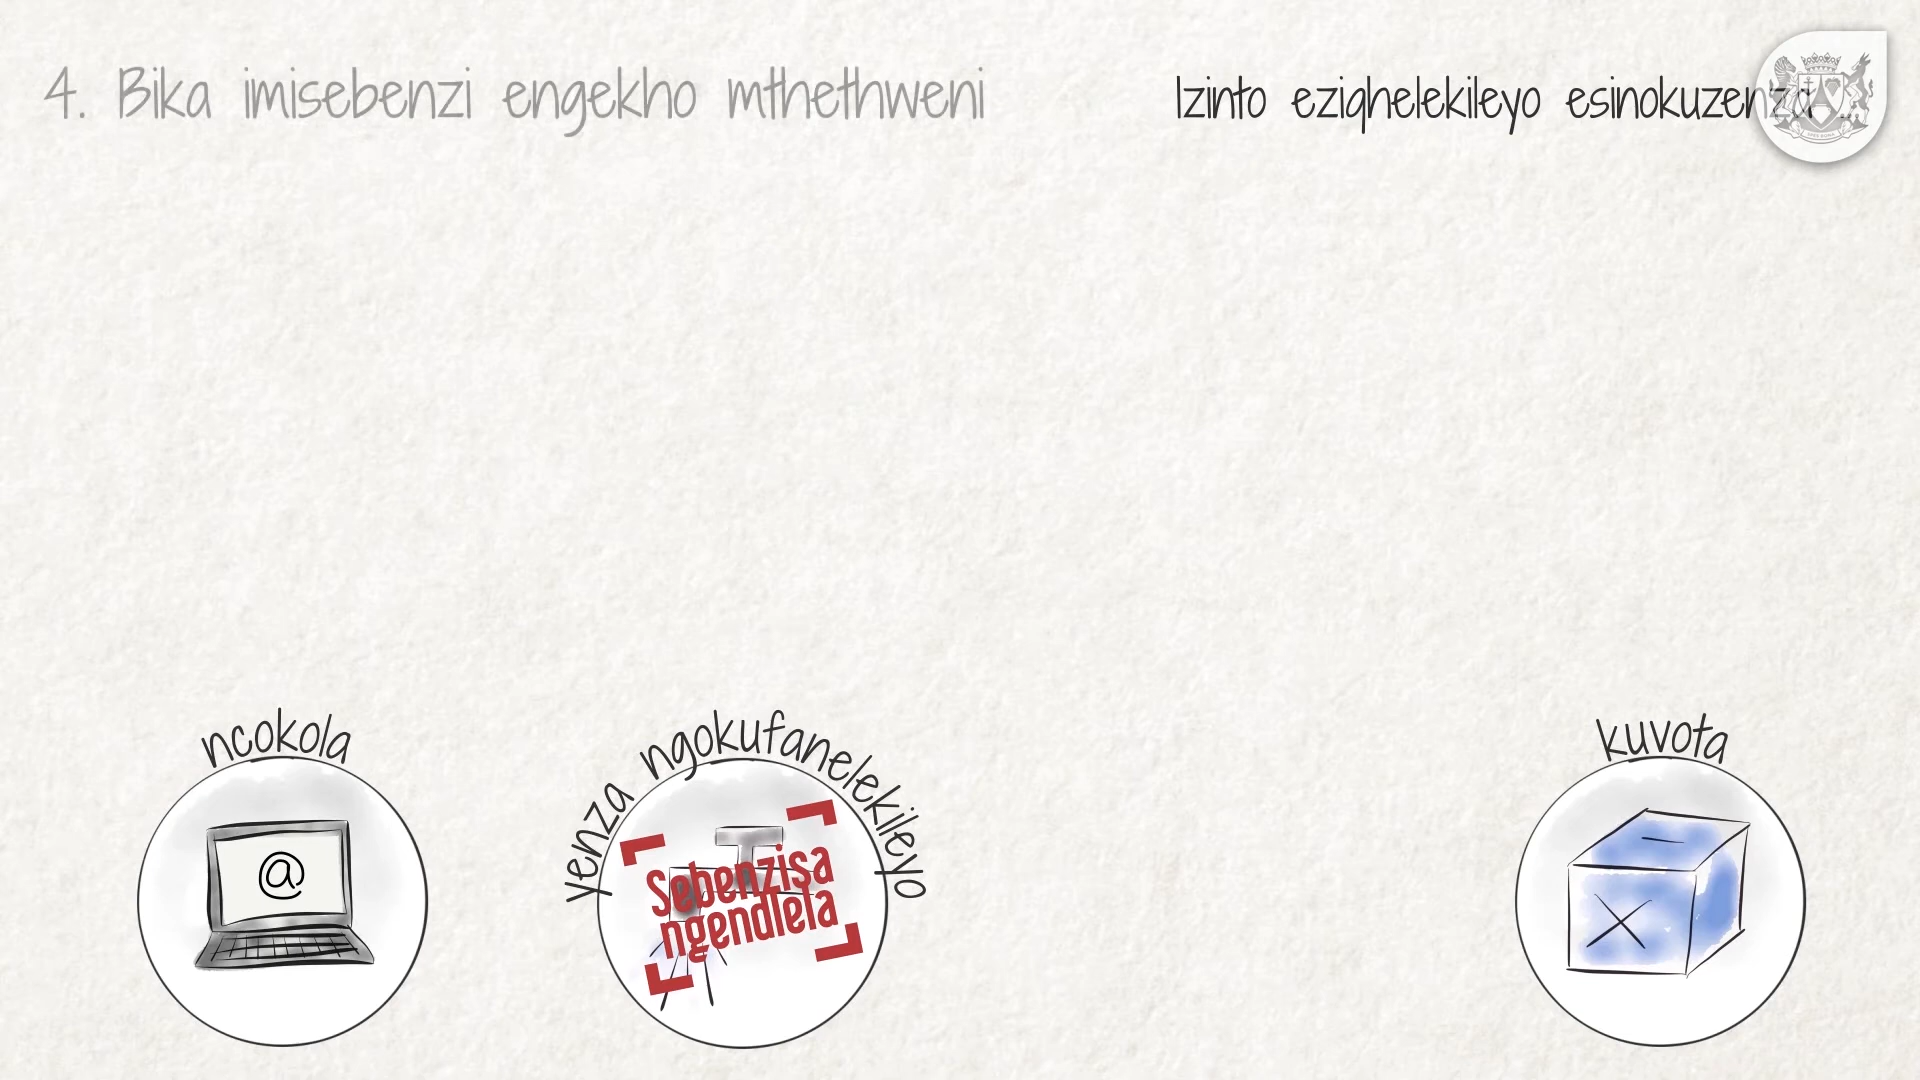 4. Bika imisebenzi engekho mthethweni
Izinto eziqhelekileyo esinokuzenza ...
ncokola
@
yenza ngokufanelekileyo
Sebenzisa
ngendlela
kuvota